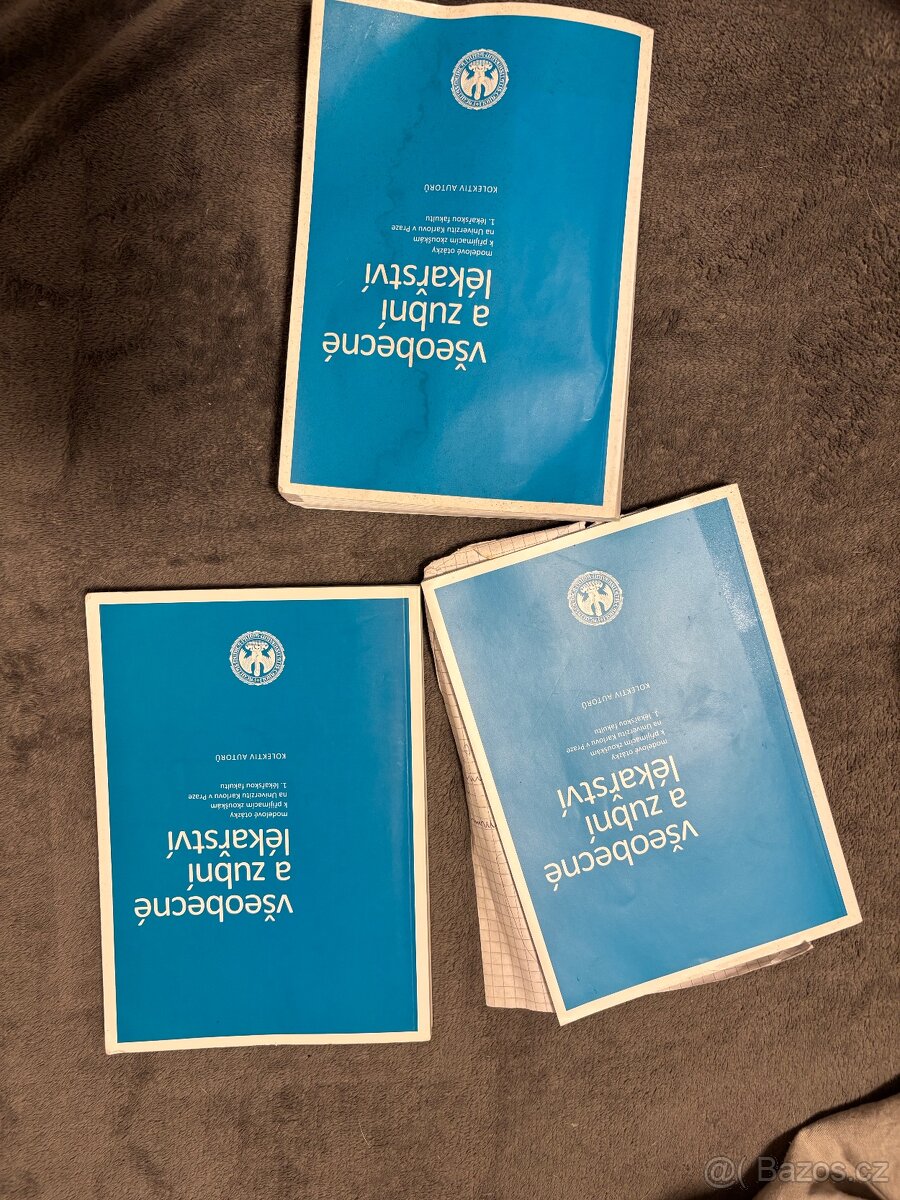 všeobecné
a zubní
lékařství
modelové otázky
k přijímacím zkouškám
na Univerzitu Karlovu v Praze
1. lékařskou fakultu
KOLEKTIV AUTORŮ
všeobecné
a zubní
lékařství
modelové otázky
k přijímacím zkouškám
na Univerzitu Karlovu v Praze
1. lékařskou fakultu
KOLEKTIV AUTORŮ
všeobecné
a zubní
lékařství
modelové otázky
k přijímacím zkouškám
na Univerzitu Karlovu v Praze
1. lékařskou fakultu
KOLEKTIV AUTORŮ
@( Bazos.cz